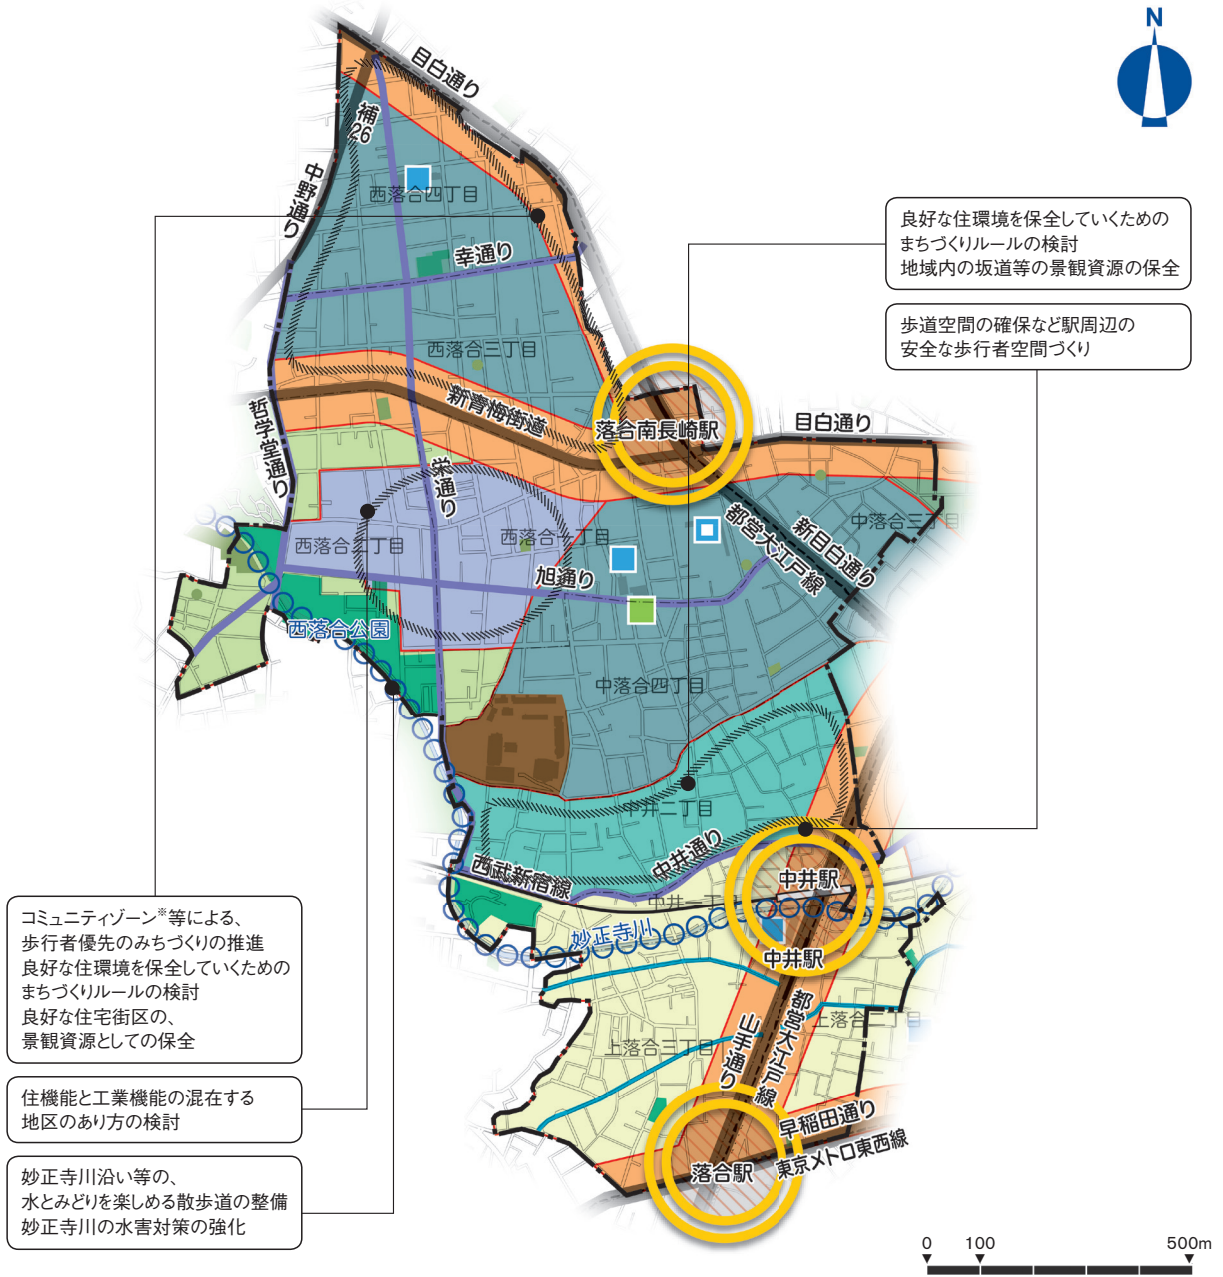 N
目白通り
補26
中野通り
西落合四丁目
幸通り
良好な住環境を保全していくための
まちづくりルールの検討
地域内の坂道等の景観資源の保全
歩道空間の確保など駅周辺の
安全な歩行者空間づくり
西落合三丁目
新青梅街道
哲学堂通り
落合南長崎駅
目白通り
栄通り
西落合二丁目
西落合一丁目
都営大江戸線
新目白通り
中落合三丁目
旭通り
西落合公園
中落合四丁目
中井二丁目
中井通り
西武新宿線
中井駅
中井一丁目
妙正寺川
中井駅
都営大江戸線
山手通り
上落合二丁目
上落合三丁目
早稲田通り
東京メトロ東西線
落合駅
コミュニティゾーン※等による、
歩行者優先のみちづくりの推進
良好な住環境を保全していくための
まちづくりルールの検討
良好な住宅街区の、
景観資源としての保全
住機能と工業機能の混在する
地区のあり方の検討
妙正寺川沿い等の、
水とみどりを楽しめる散歩道の整備
妙正寺川の水害対策の強化
0 100 500m